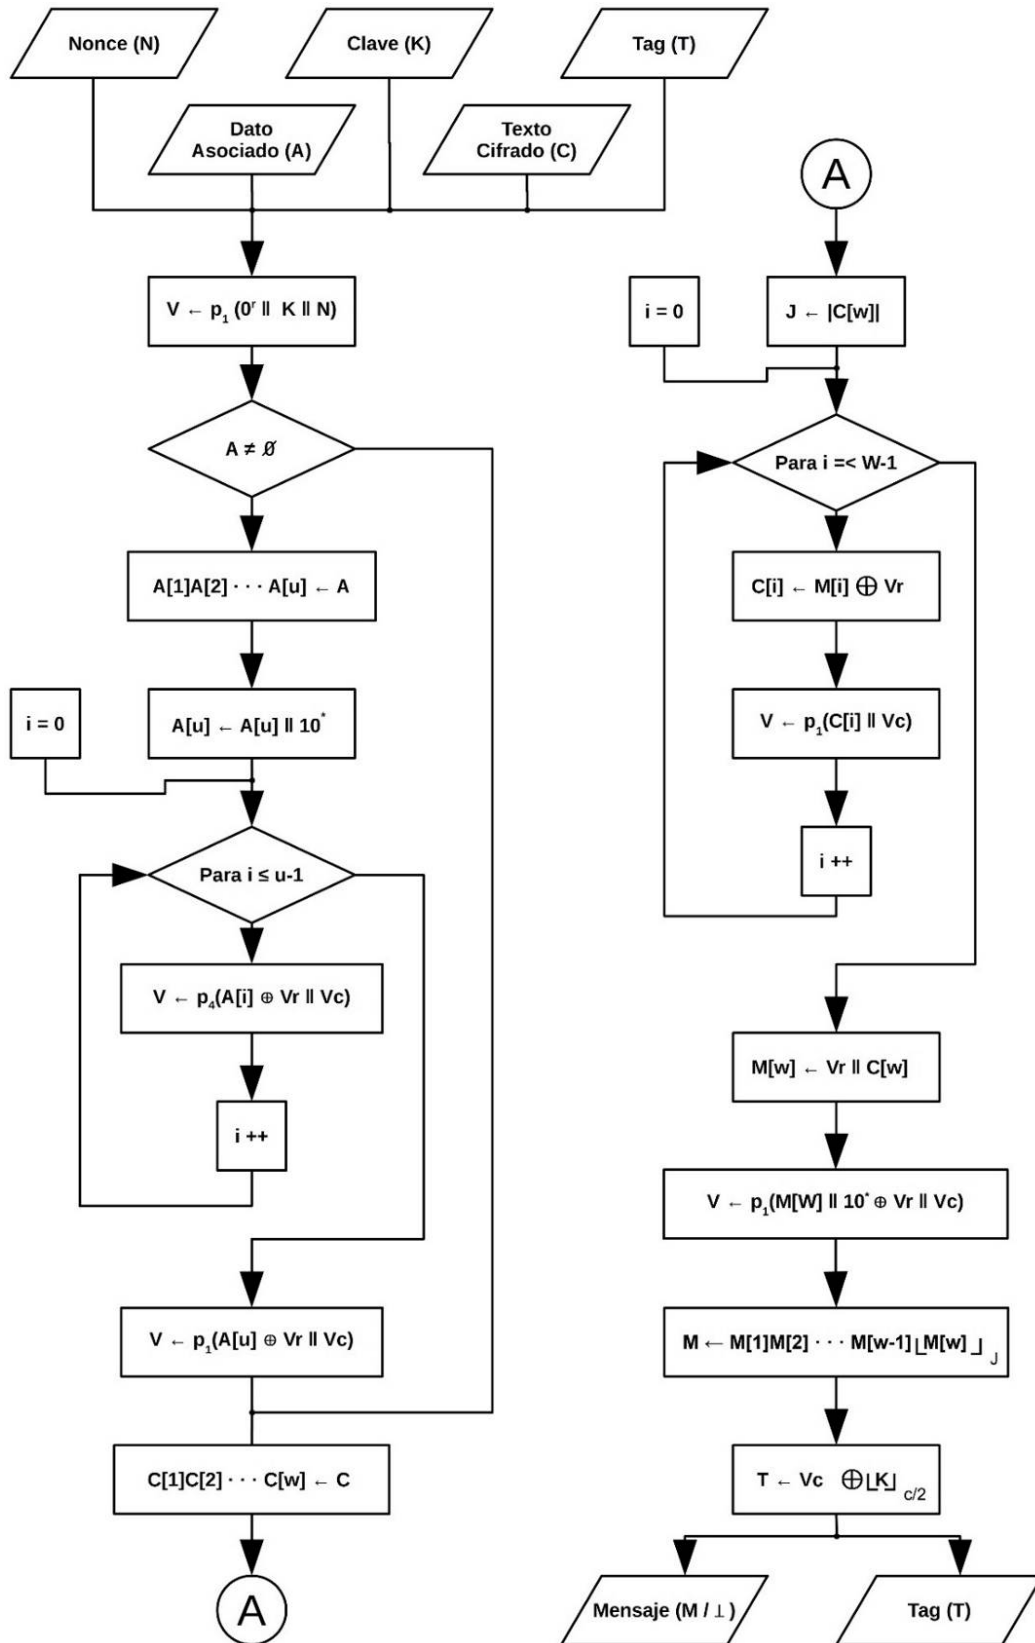 Nonce (N)
Clave (K)
Tag (T)
Dato
Asociado (A)
Texto
Cifrado (C)
V ← p₁ (0ʳ ‖ K ‖ N)
A ≠ Ø
A[1]A[2] · · · A[u] ← A
i = 0
A[u] ← A[u] ‖ 10*
Para i ≤ u-1
V ← p₄(A[i] ⊕ Vr ‖ Vc)
i ++
V ← p₁(A[u] ⊕ Vr ‖ Vc)
C[1]C[2] · · · C[w] ← C
A
A
i = 0
J ← |C[w]|
Para i =< W-1
C[i] ← M[i] ⊕ Vr
V ← p₁(C[i] ‖ Vc)
i ++
M[w] ← Vr ‖ C[w]
V ← p₁(M[W] ‖ 10* ⊕ Vr ‖ Vc)
M ← M[1]M[2] · · · M[w-1]⌊M[w]⌋ J
T ← Vc ⊕⌊K⌋ c/2
Mensaje (M / ⊥)
Tag (T)